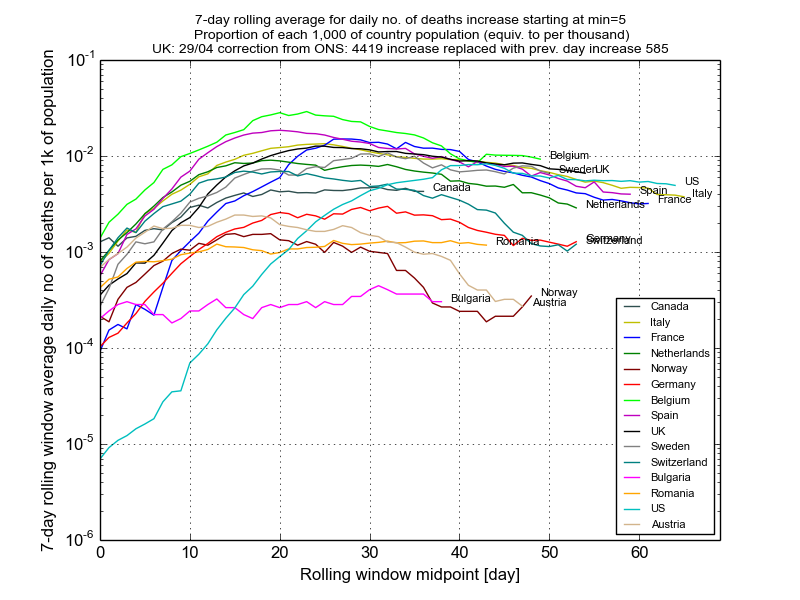 7-day rolling average for daily no. of deaths increase starting at min=5
Proportion of each 1,000 of country population (equiv. to per thousand)
UK: 29/04 correction from ONS: 4419 increase replaced with prev. day increase 585
7-day rolling window average daily no of deaths per 1k of population
10^-1
10^-2
10^-3
10^-4
10^-5
10^-6
Belgium
Sweden
UK
US
Canada
Spain
Italy
France
Netherlands
Romania
Germany
Switzerland
Norway
Bulgaria
Austria
Canada
Italy
France
Netherlands
Norway
Germany
Belgium
Spain
UK
Sweden
Switzerland
Bulgaria
Romania
US
Austria
0 10 20 30 40 50 60
Rolling window midpoint [day]